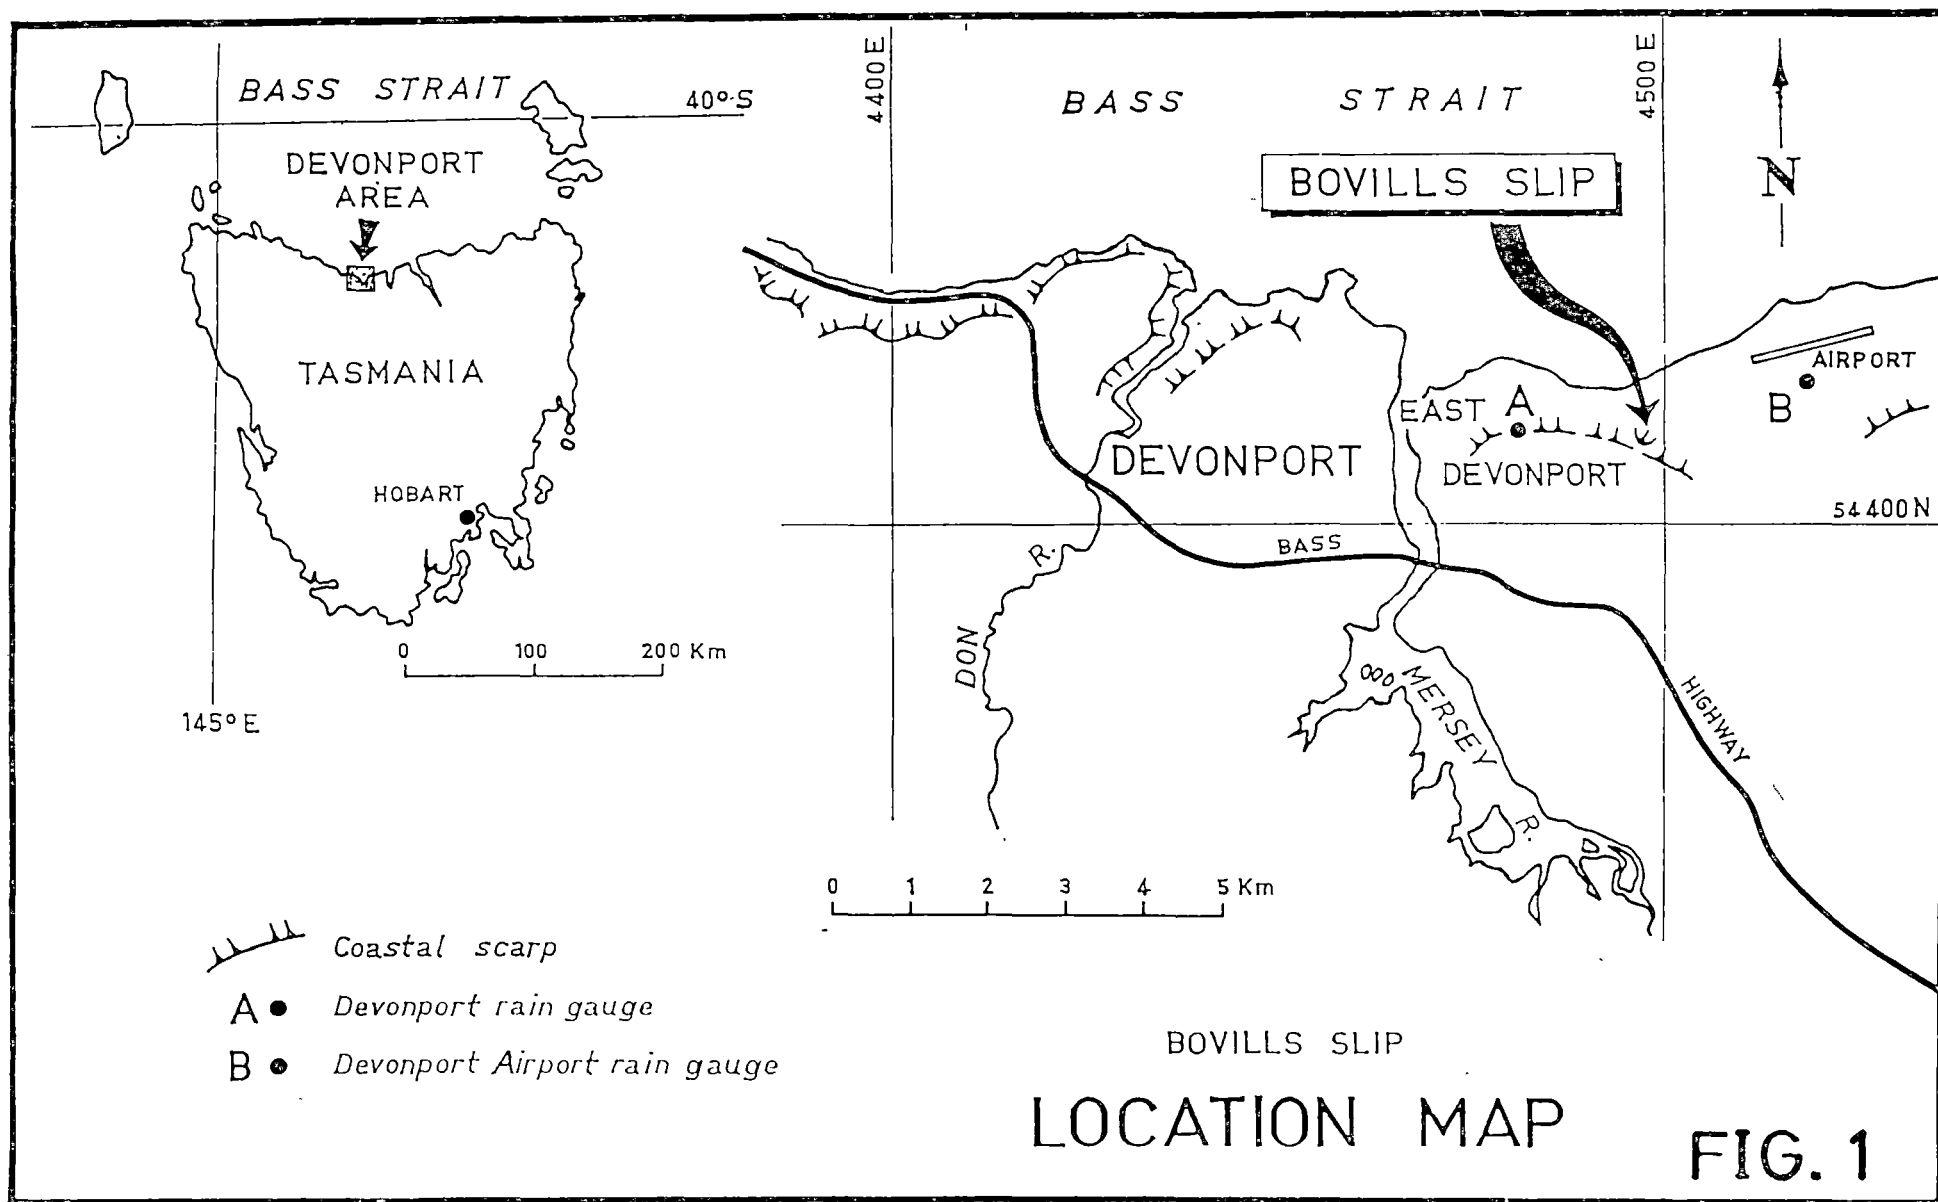 BASS STRAIT
40° S
DEVONPORT
AREA
TASMANIA
HOBART
0 100 200 Km
145° E
4400 E
4500 E
BASS STRAIT
BOVILLS SLIP
N
AIRPORT
B
EAST A
DEVONPORT
DEVONPORT
54400 N
BASS
HIGHWAY
DON R.
MERSEY R.
0 1 2 3 4 5 Km
Coastal scarp
A Devonport rain gauge
B Devonport Airport rain gauge
BOVILLS SLIP
LOCATION MAP
FIG. 1